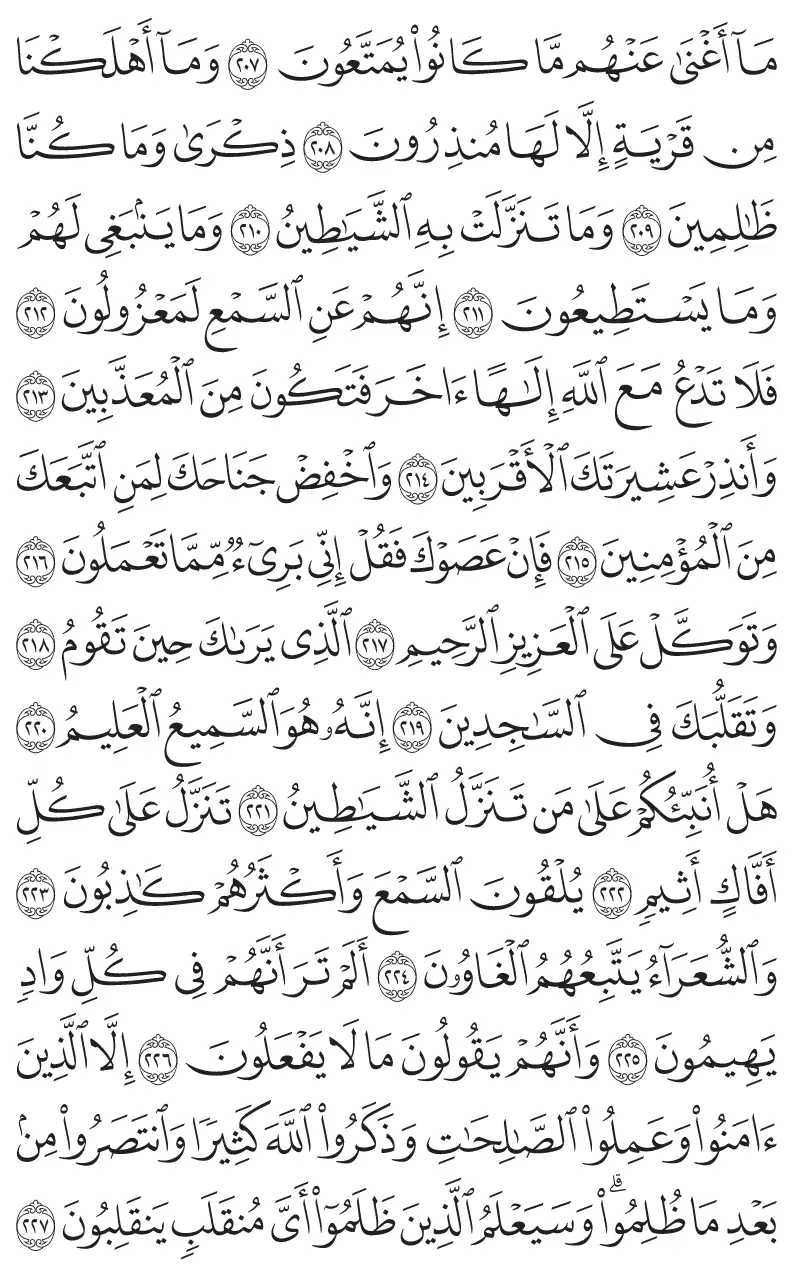 مَآ أَغْنَىٰ عَنْهُم مَّا كَانُوا۟ يُمَتَّعُونَ ٢٠٧ وَمَآ أَهْلَكْنَا
مِن قَرْيَةٍ إِلَّا لَهَا مُنذِرُونَ ٢٠٨ ذِكْرَىٰ وَمَا كُنَّا
ظَـٰلِمِينَ ٢٠٩ وَمَا تَنَزَّلَتْ بِهِ ٱلشَّيَـٰطِينُ ٢١٠ وَمَا يَنۢبَغِى لَهُمْ
وَمَا يَسْتَطِيعُونَ ٢١١ إِنَّهُمْ عَنِ ٱلسَّمْعِ لَمَعْزُولُونَ ٢١٢
فَلَا تَدْعُ مَعَ ٱللَّهِ إِلَـٰهًا ءَاخَرَ فَتَكُونَ مِنَ ٱلْمُعَذَّبِينَ ٢١٣
وَأَنذِرْ عَشِيرَتَكَ ٱلْأَقْرَبِينَ ٢١٤ وَٱخْفِضْ جَنَاحَكَ لِمَنِ ٱتَّبَعَكَ
مِنَ ٱلْمُؤْمِنِينَ ٢١٥ فَإِنْ عَصَوْكَ فَقُلْ إِنِّى بَرِىٓءٌ مِّمَّا تَعْمَلُونَ ٢١٦
وَتَوَكَّلْ عَلَى ٱلْعَزِيزِ ٱلرَّحِيمِ ٢١٧ ٱلَّذِى يَرَىٰكَ حِينَ تَقُومُ ٢١٨
وَتَقَلُّبَكَ فِى ٱلسَّـٰجِدِينَ ٢١٩ إِنَّهُۥ هُوَ ٱلسَّمِيعُ ٱلْعَلِيمُ ٢٢٠
هَلْ أُنَبِّئُكُمْ عَلَىٰ مَن تَنَزَّلُ ٱلشَّيَـٰطِينُ ٢٢١ تَنَزَّلُ عَلَىٰ كُلِّ
أَفَّاكٍ أَثِيمٍ ٢٢٢ يُلْقُونَ ٱلسَّمْعَ وَأَكْثَرُهُمْ كَـٰذِبُونَ ٢٢٣
وَٱلشُّعَرَآءُ يَتَّبِعُهُمُ ٱلْغَاوُۥنَ ٢٢٤ أَلَمْ تَرَ أَنَّهُمْ فِى كُلِّ وَادٍ
يَهِيمُونَ ٢٢٥ وَأَنَّهُمْ يَقُولُونَ مَا لَا يَفْعَلُونَ ٢٢٦ إِلَّا ٱلَّذِينَ
ءَامَنُوا۟ وَعَمِلُوا۟ ٱلصَّـٰلِحَـٰتِ وَذَكَرُوا۟ ٱللَّهَ كَثِيرًا وَٱنتَصَرُوا۟ مِنۢ
بَعْدِ مَا ظُلِمُوا۟ ۗ وَسَيَعْلَمُ ٱلَّذِينَ ظَلَمُوٓا۟ أَىَّ مُنقَلَبٍ يَنقَلِبُونَ ٢٢٧